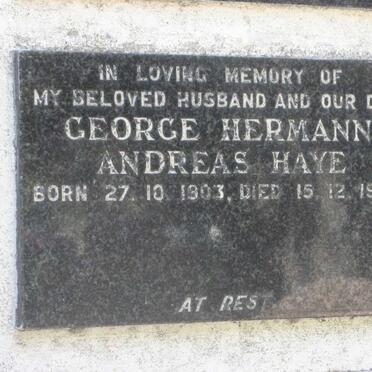 IN LOVING MEMORY OF
MY BELOVED HUSBAND AND OUR D
GEORGE HERMANN
ANDREAS HAYE
BORN 27. 10. 1903, DIED 15. 12. 19
AT REST